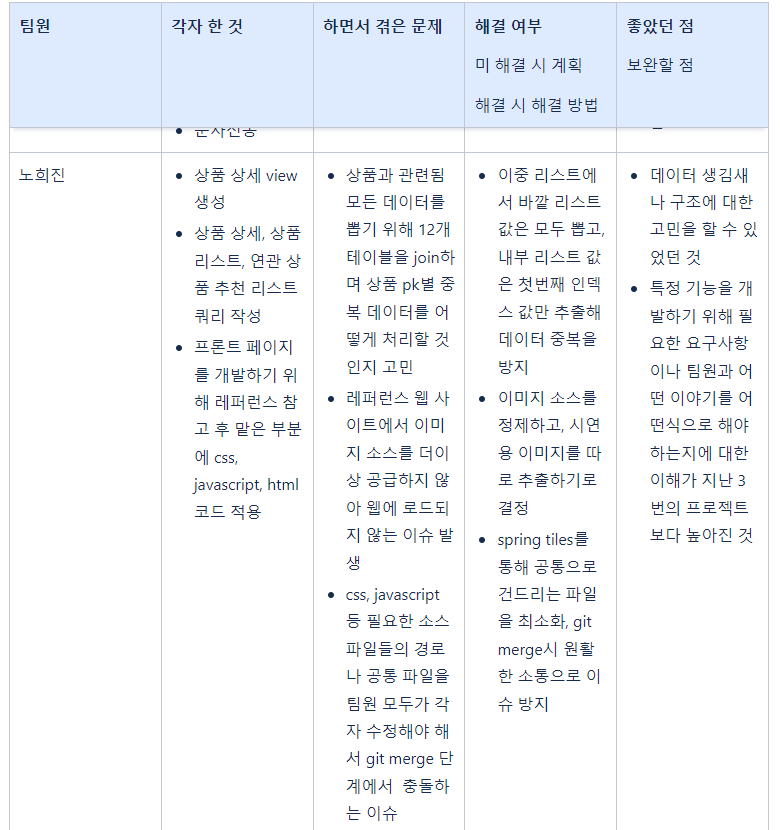 팀원
각자 한 것
하면서 겪은 문제
해결 여부
미 해결 시 계획
해결 시 해결 방법
좋았던 점
보완할 점
노희진
상품 상세 view
생성
상품 상세, 상품
리스트, 연관 상
품 추천 리스트
쿼리 작성
프론트 페이지
를 개발하기 위
해 레퍼런스 참
고 후 맡은 부분
에 css,
javascript, html
코드 적용
상품과 관련됨
모든 데이터를
뽑기 위해 12개
테이블을 join하
며 상품 pk별 중
복 데이터를 어
떻게 처리할 것
인지 고민
레퍼런스 웹 사
이트에서 이미
지 소스를 더이
상 공급하지 않
아 웹에 로드되
지 않는 이슈 발
생
css, javascript
등 필요한 소스
파일들의 경로
나 공통 파일을
팀원 모두가 각
자 수정해야 해
서 git merge 단
계에서 충돌하
는 이슈
이중 리스트에
서 바깥 리스트
값은 모두 뽑고,
내부 리스트 값
은 첫번째 인덱
스 값만 추출해
데이터 중복을
방지
이미지 소스를
정제하고, 시연
용 이미지를 따
로 추출하기로
결정
spring tiles를
통해 공통으로
건드리는 파일
을 최소화, git
merge시 원활
한 소통으로 이
슈 방지
데이터 생김새
나 구조에 대한
고민을 할 수 있
었던 것
특정 기능을 개
발하기 위해 필
요한 요구사항
이나 팀원과 어
떤 이야기를 어
떤식으로 해야
하는지에 대한
이해가 지난 3
번의 프로젝트
보다 높아진 것